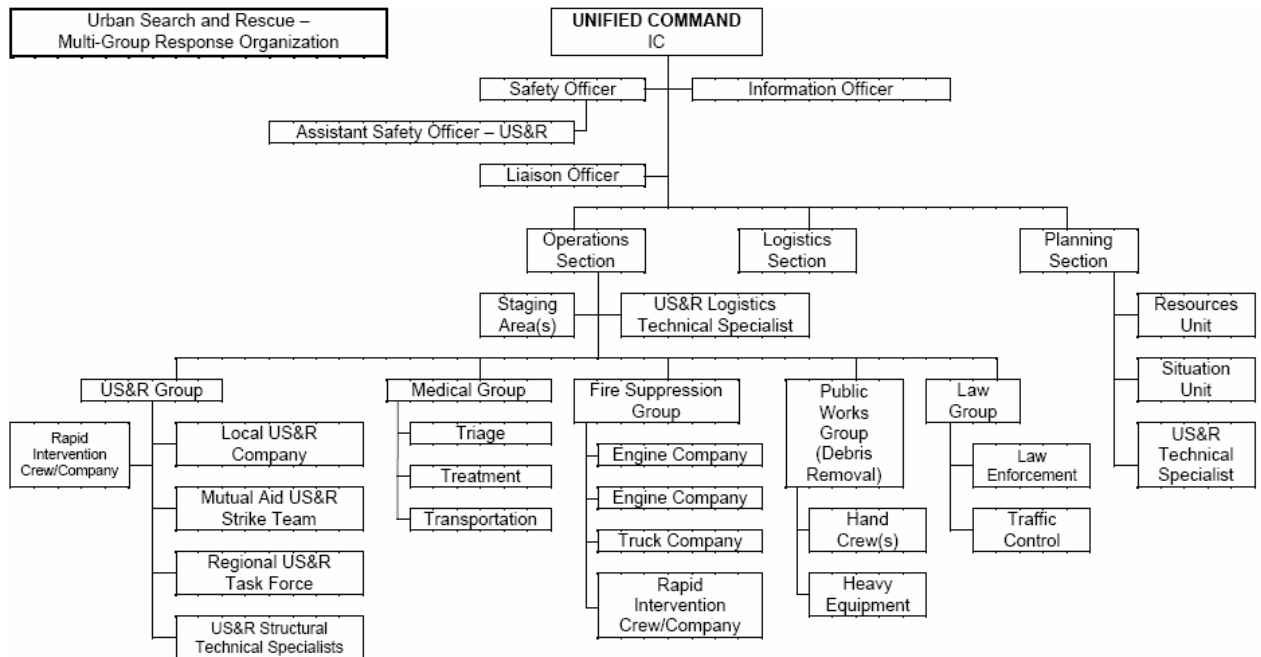 Urban Search and Rescue –
Multi-Group Response Organization
UNIFIED COMMAND
IC
Safety Officer
Information Officer
Assistant Safety Officer – US&R
Liaison Officer
Operations
Section
Logistics
Section
Planning
Section
Staging
Area(s)
US&R Logistics
Technical Specialist
Resources
Unit
Situation
Unit
US&R
Technical
Specialist
US&R Group
Rapid
Intervention
Crew/Company
Local US&R
Company
Mutual Aid US&R
Strike Team
Regional US&R
Task Force
US&R Structural
Technical Specialists
Medical Group
Triage
Treatment
Transportation
Fire Suppression
Group
Engine Company
Engine Company
Truck Company
Rapid
Intervention
Crew/Company
Public
Works
Group
(Debris
Removal)
Hand
Crew(s)
Heavy
Equipment
Law
Group
Law
Enforcement
Traffic
Control